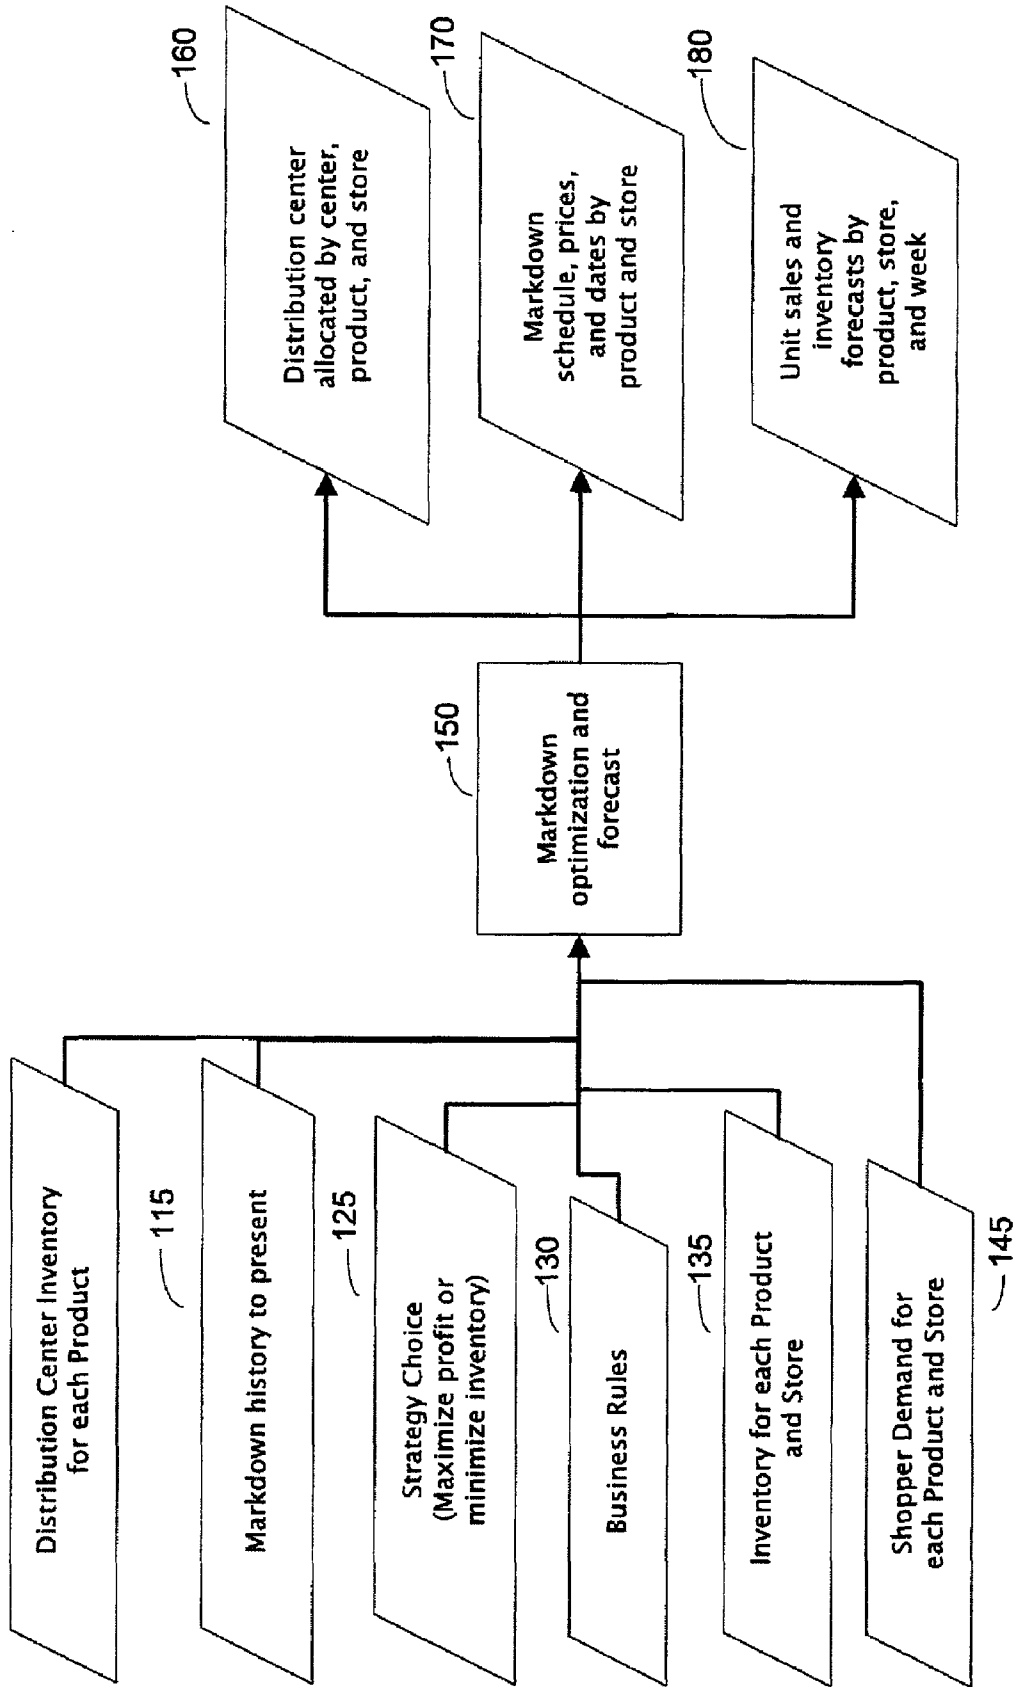 Distribution Center Inventory
for each Product
115
Markdown history to present
125
Strategy Choice
(Maximize profit or
minimize inventory)
130
Business Rules
135
Inventory for each Product
and Store
Shopper Demand for
each Product and Store
145
150
Markdown
optimization and
forecast
160
Distribution center
allocated by center,
product, and store
170
Markdown
schedule, prices,
and dates by
product and store
180
Unit sales and
inventory
forecasts by
product, store,
and week